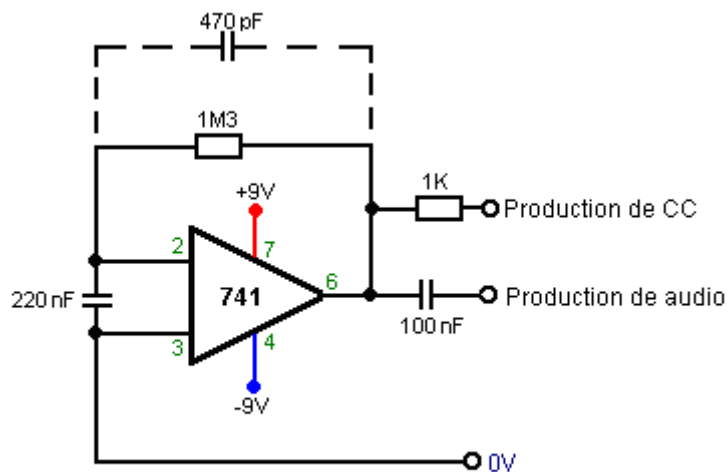 470 pF
1M3
+9V
1K
Production de CC
2
7
220 nF
741
6
Production de audio
3
4
100 nF
-9V
0V